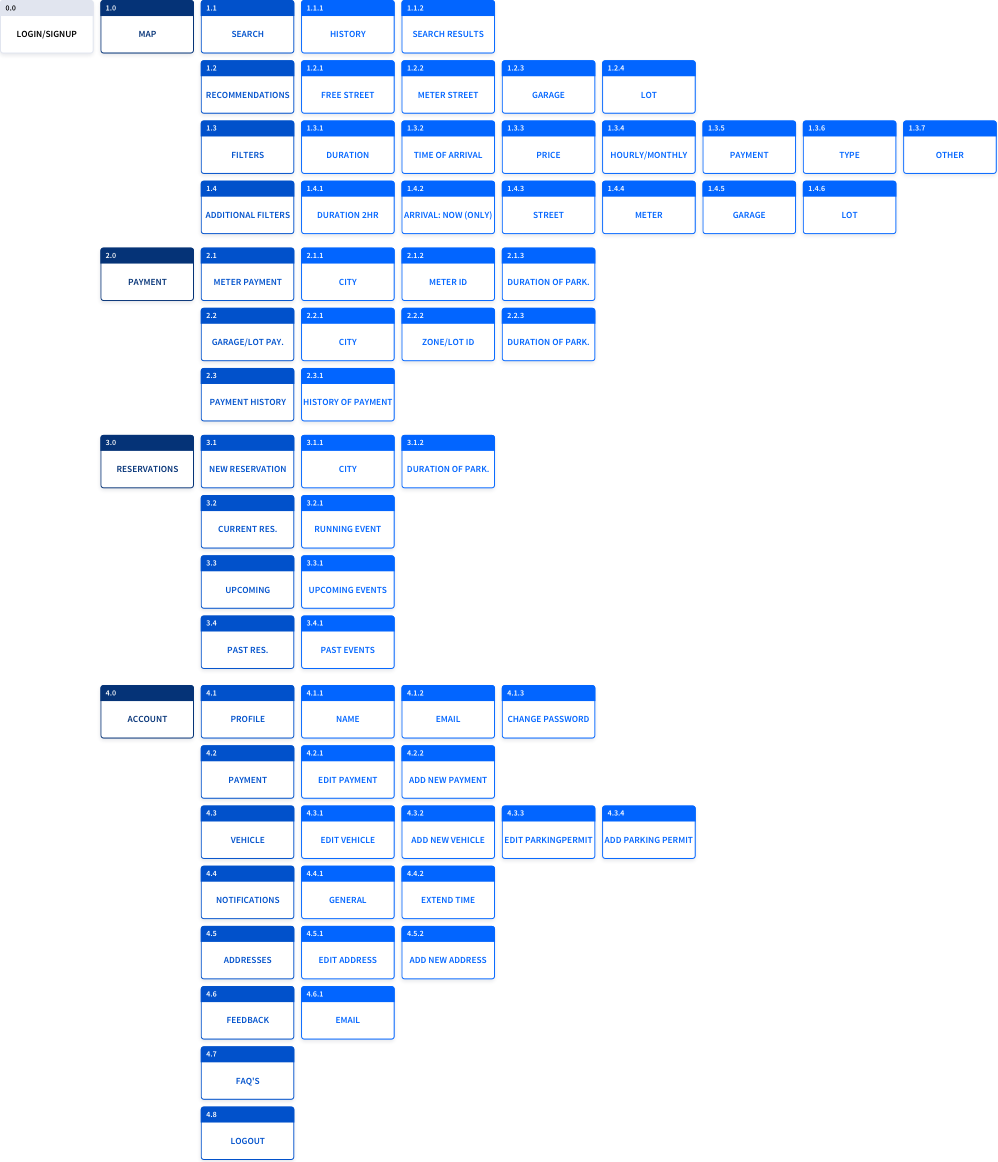 0.0 1.0 1.1 1.1.1 1.1.2
LOGIN/SIGNUP MAP SEARCH HISTORY SEARCH RESULTS
1.2 1.2.1 1.2.2 1.2.3 1.2.4
RECOMMENDATIONS FREE STREET METER STREET GARAGE LOT
1.3 1.3.1 1.3.2 1.3.3 1.3.4 1.3.5 1.3.6 1.3.7
FILTERS DURATION TIME OF ARRIVAL PRICE HOURLY/MONTHLY PAYMENT TYPE OTHER
1.4 1.4.1 1.4.2 1.4.3 1.4.4 1.4.5 1.4.6
ADDITIONAL FILTERS DURATION 2HR ARRIVAL: NOW (ONLY) STREET METER GARAGE LOT
2.0 2.1 2.1.1 2.1.2 2.1.3
PAYMENT METER PAYMENT CITY METER ID DURATION OF PARK.
2.2 2.2.1 2.2.2 2.2.3
GARAGE/LOT PAY. CITY ZONE/LOT ID DURATION OF PARK.
2.3 2.3.1
PAYMENT HISTORY HISTORY OF PAYMENT
3.0 3.1 3.1.1 3.1.2
RESERVATIONS NEW RESERVATION CITY DURATION OF PARK.
3.2 3.2.1
CURRENT RES. RUNNING EVENT
3.3 3.3.1
UPCOMING UPCOMING EVENTS
3.4 3.4.1
PAST RES. PAST EVENTS
4.0 4.1 4.1.1 4.1.2 4.1.3
ACCOUNT PROFILE NAME EMAIL CHANGE PASSWORD
4.2 4.2.1 4.2.2
PAYMENT EDIT PAYMENT ADD NEW PAYMENT
4.3 4.3.1 4.3.2 4.3.3 4.3.4
VEHICLE EDIT VEHICLE ADD NEW VEHICLE EDIT PARKINGPERMIT ADD PARKING PERMIT
4.4 4.4.1 4.4.2
NOTIFICATIONS GENERAL EXTEND TIME
4.5 4.5.1 4.5.2
ADDRESSES EDIT ADDRESS ADD NEW ADDRESS
4.6 4.6.1
FEEDBACK EMAIL
4.7
FAQ'S
4.8
LOGOUT